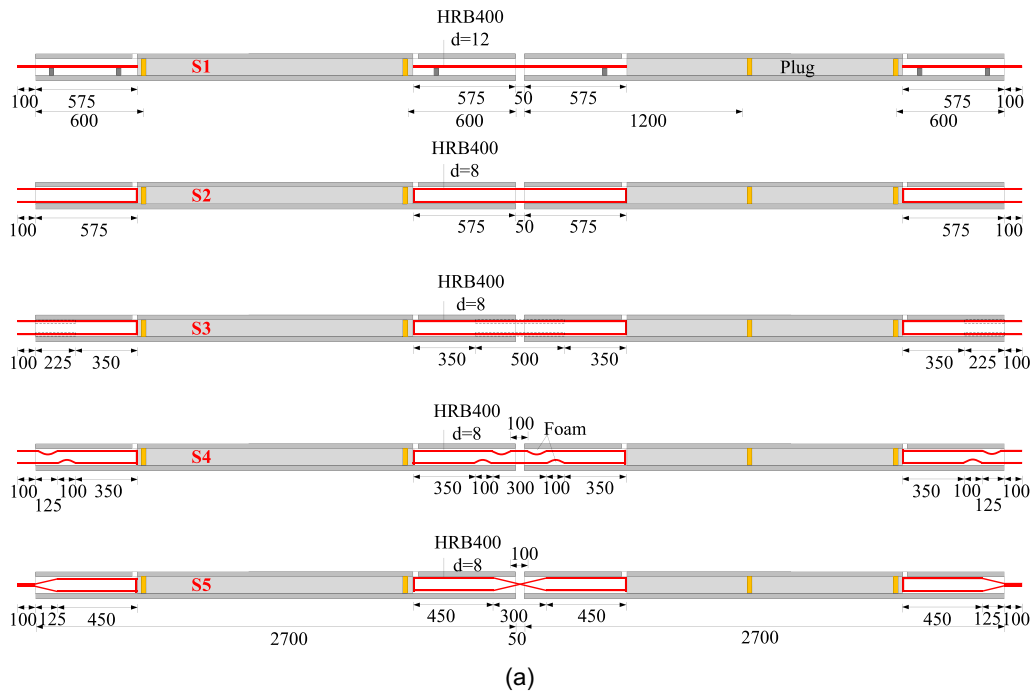 HRB400
d=12
S1
Plug
100 575 575 50 575 575 100
600 600 1200 600
HRB400
d=8
S2
100 575 575 50 575 575 100
HRB400
d=8
S3
100 225 350 350 500 350 350 225 100
HRB400
d=8
100
Foam
S4
100 100 350 350 100 300 100 350 350 100 100
125 125
HRB400
d=8
100
S5
100 125 450 450 300 450 450 125 100
2700 50 2700
(a)